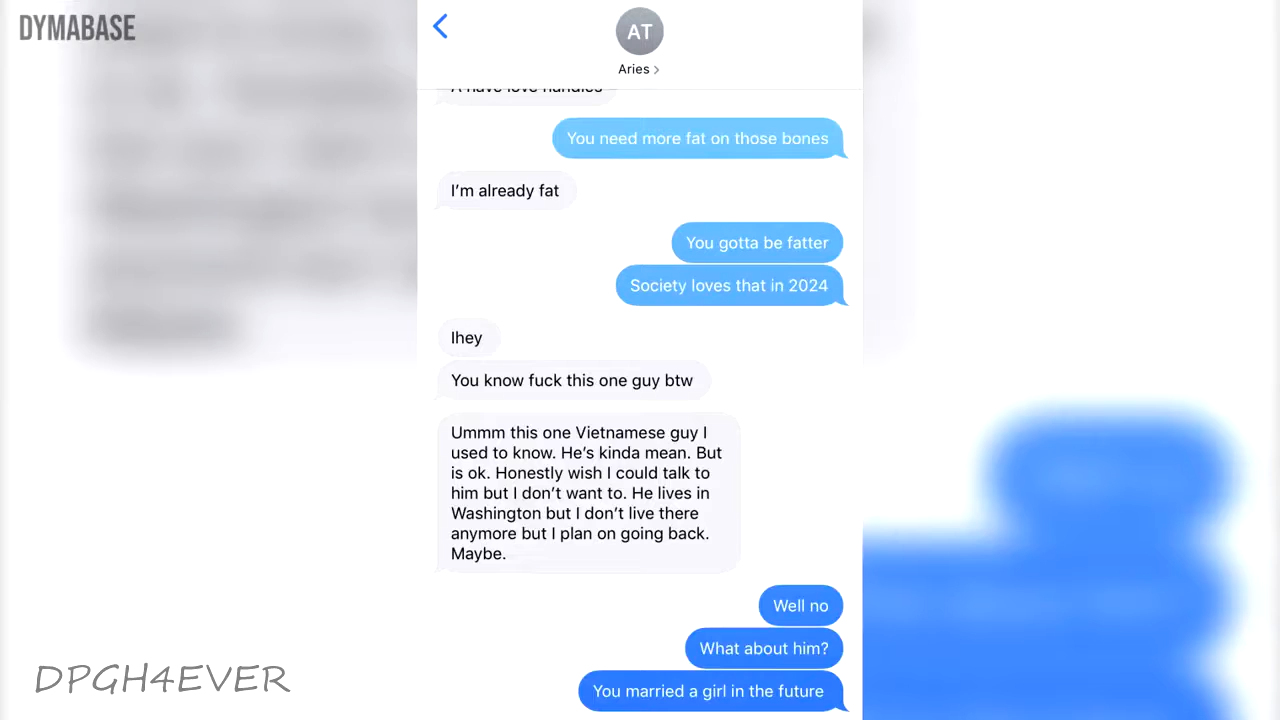 DYMABASE
AT
Aries >
A have love handles
You need more fat on those bones
I'm already fat
You gotta be fatter
Society loves that in 2024
Ihey
You know fuck this one guy btw
Ummm this one Vietnamese guy I
used to know. He's kinda mean. But
is ok. Honestly wish I could talk to
him but I don't want to. He lives in
Washington but I don't live there
anymore but I plan on going back.
Maybe.
Well no
What about him?
You married a girl in the future
DPGH4EVER